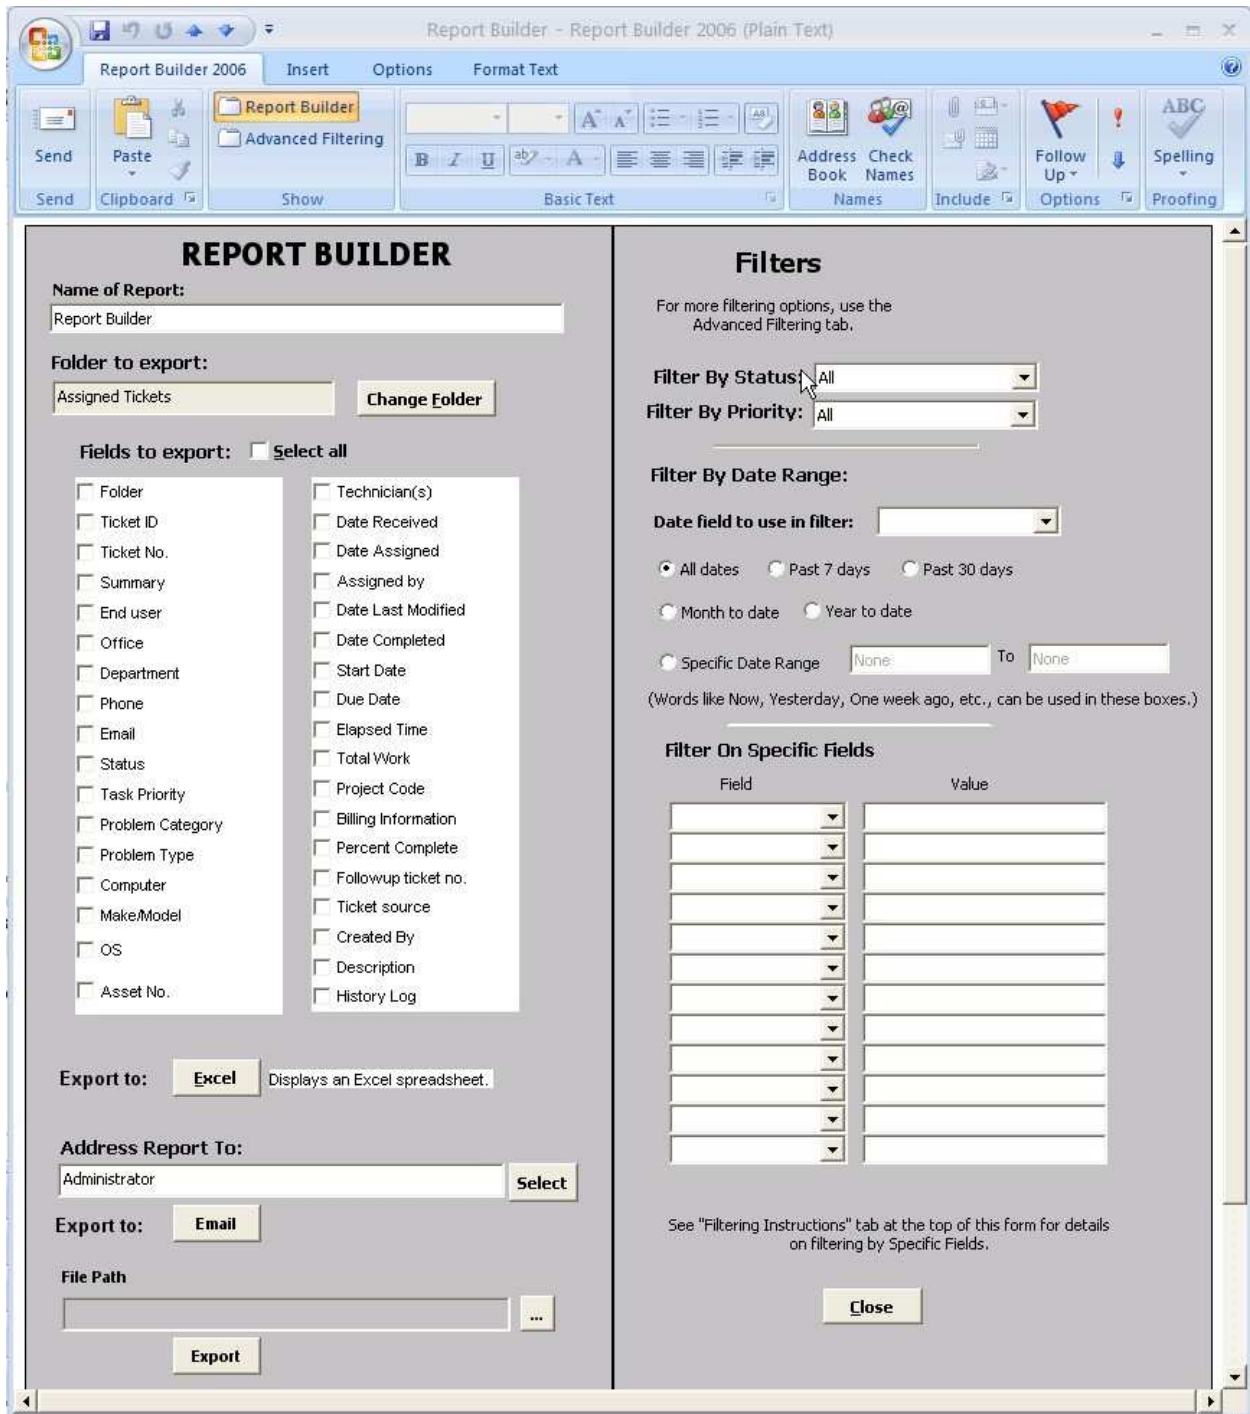 Report Builder - Report Builder 2006 (Plain Text)
Report Builder 2006 Insert Options Format Text
Send
Paste
Report Builder
Advanced Filtering
B I U ab A
Address Book
Check Names
Follow Up
ABC
Spelling
Send Clipboard Show Basic Text Names Include Options Proofing
REPORT BUILDER
Name of Report:
Report Builder
Folder to export:
Assigned Tickets
Change Folder
Fields to export: Select all
Folder
Ticket ID
Ticket No.
Summary
End user
Office
Department
Phone
Email
Status
Task Priority
Problem Category
Problem Type
Computer
Make/Model
OS
Asset No.
Technician(s)
Date Received
Date Assigned
Assigned by
Date Last Modified
Date Completed
Start Date
Due Date
Elapsed Time
Total Work
Project Code
Billing Information
Percent Complete
Followup ticket no.
Ticket source
Created By
Description
History Log
Export to: Excel Displays an Excel spreadsheet.
Address Report To:
Administrator
Select
Export to: Email
File Path
...
Export
Filters
For more filtering options, use the
Advanced Filtering tab.
Filter By Status: All
Filter By Priority: All
Filter By Date Range:
Date field to use in filter:
All dates Past 7 days Past 30 days
Month to date Year to date
Specific Date Range None To None
(Words like Now, Yesterday, One week ago, etc., can be used in these boxes.)
Filter On Specific Fields
Field Value
See "Filtering Instructions" tab at the top of this form for details
on filtering by Specific Fields.
Close